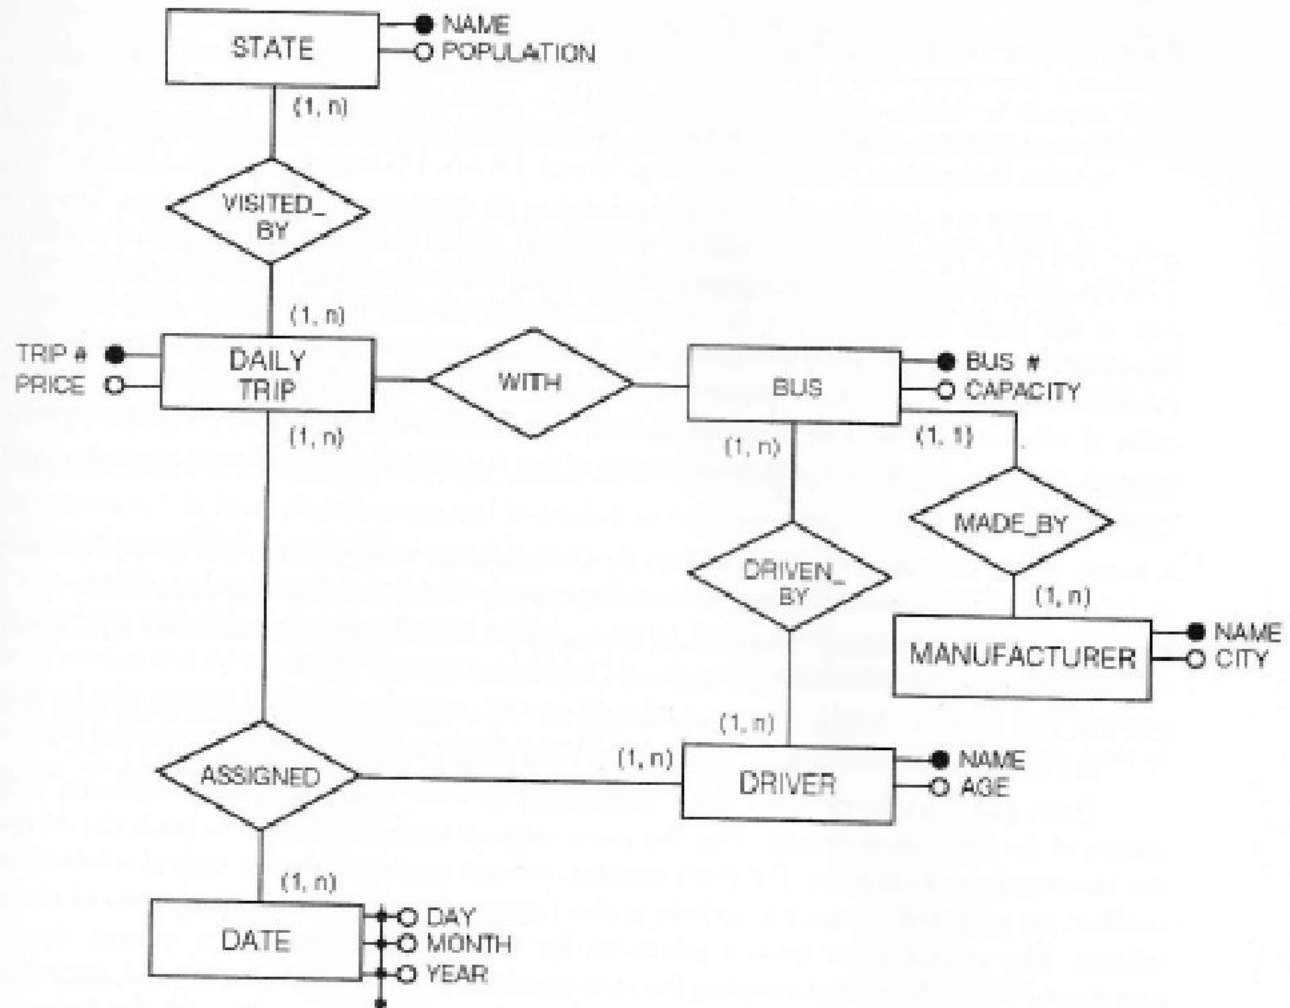 NAME
STATE
POPULATION
(1, n)
VISITED_
BY
(1, n)
TRIP #
DAILY
TRIP
PRICE
(1, n)
WITH
BUS
BUS #
CAPACITY
(1, n)
(1, 1)
MADE_BY
DRIVEN_
BY
(1, n)
MANUFACTURER
NAME
CITY
(1, n)
(1, n)
ASSIGNED
DRIVER
NAME
AGE
(1, n)
DATE
DAY
MONTH
YEAR